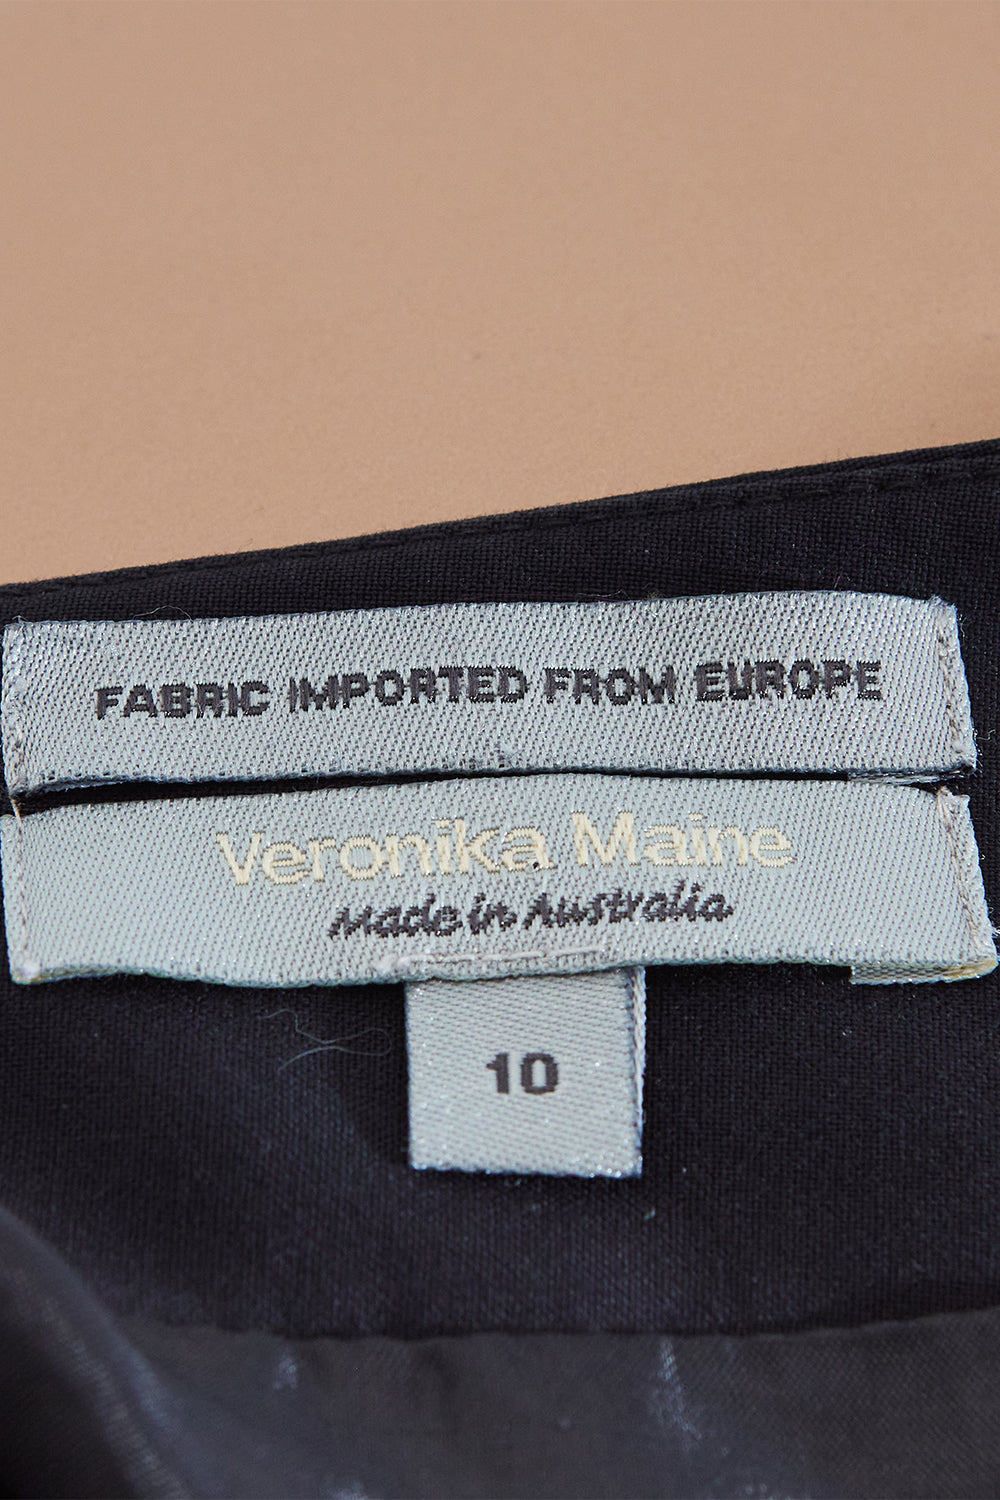 FABRIC IMPORTED FROM EUROPE
Veronika Maine
Made in Australia
10